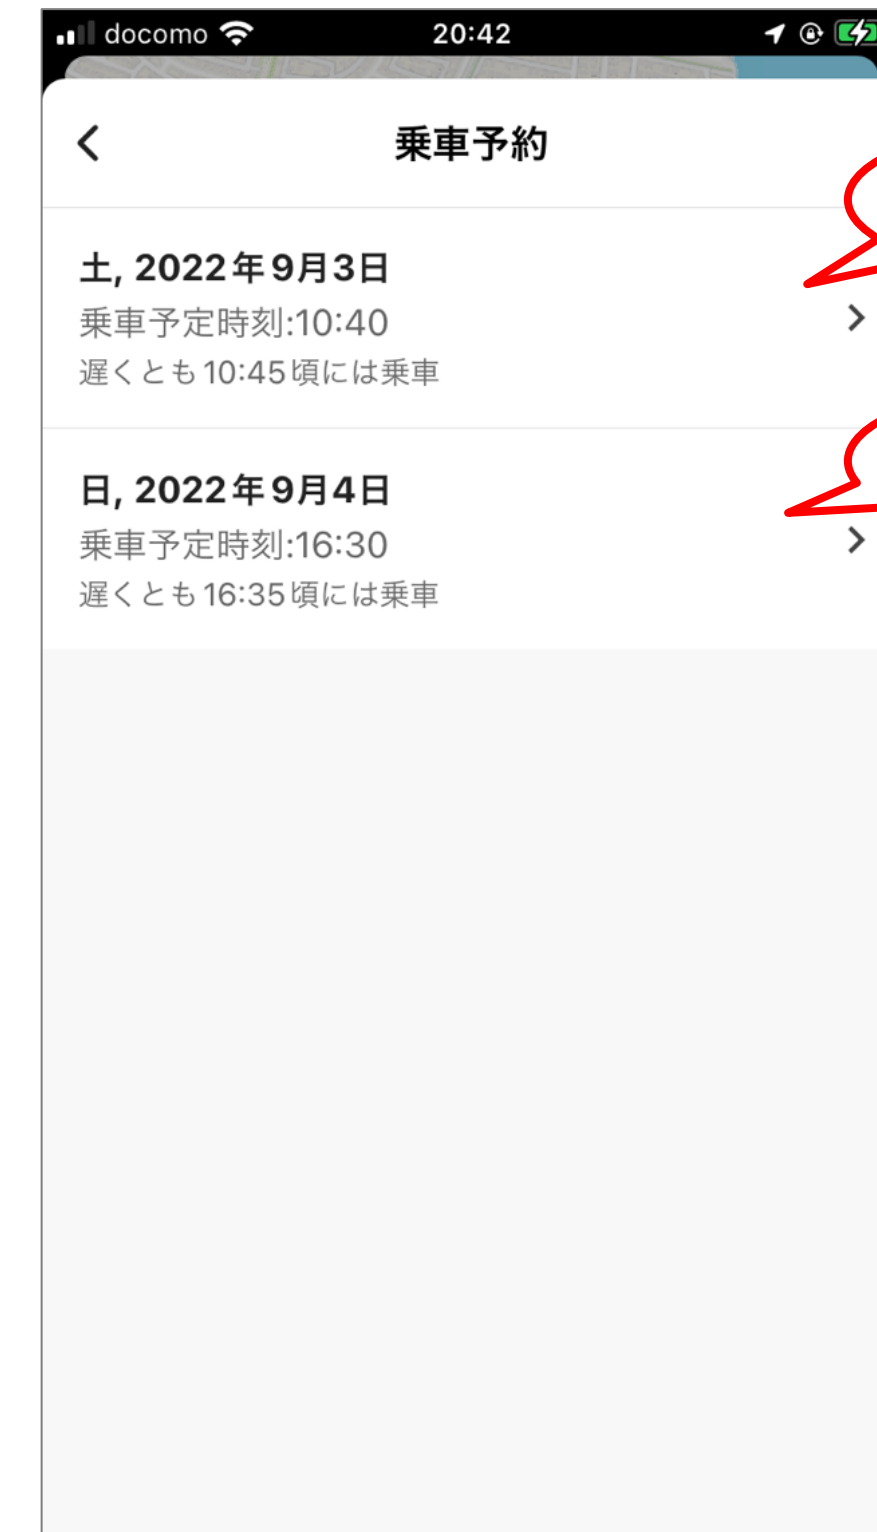 docomo 20:42
乗車予約
土, 2022年9月3日
乗車予定時刻:10:40
遅くとも10:45頃には乗車
日, 2022年9月4日
乗車予定時刻:16:30
遅くとも16:35頃には乗車